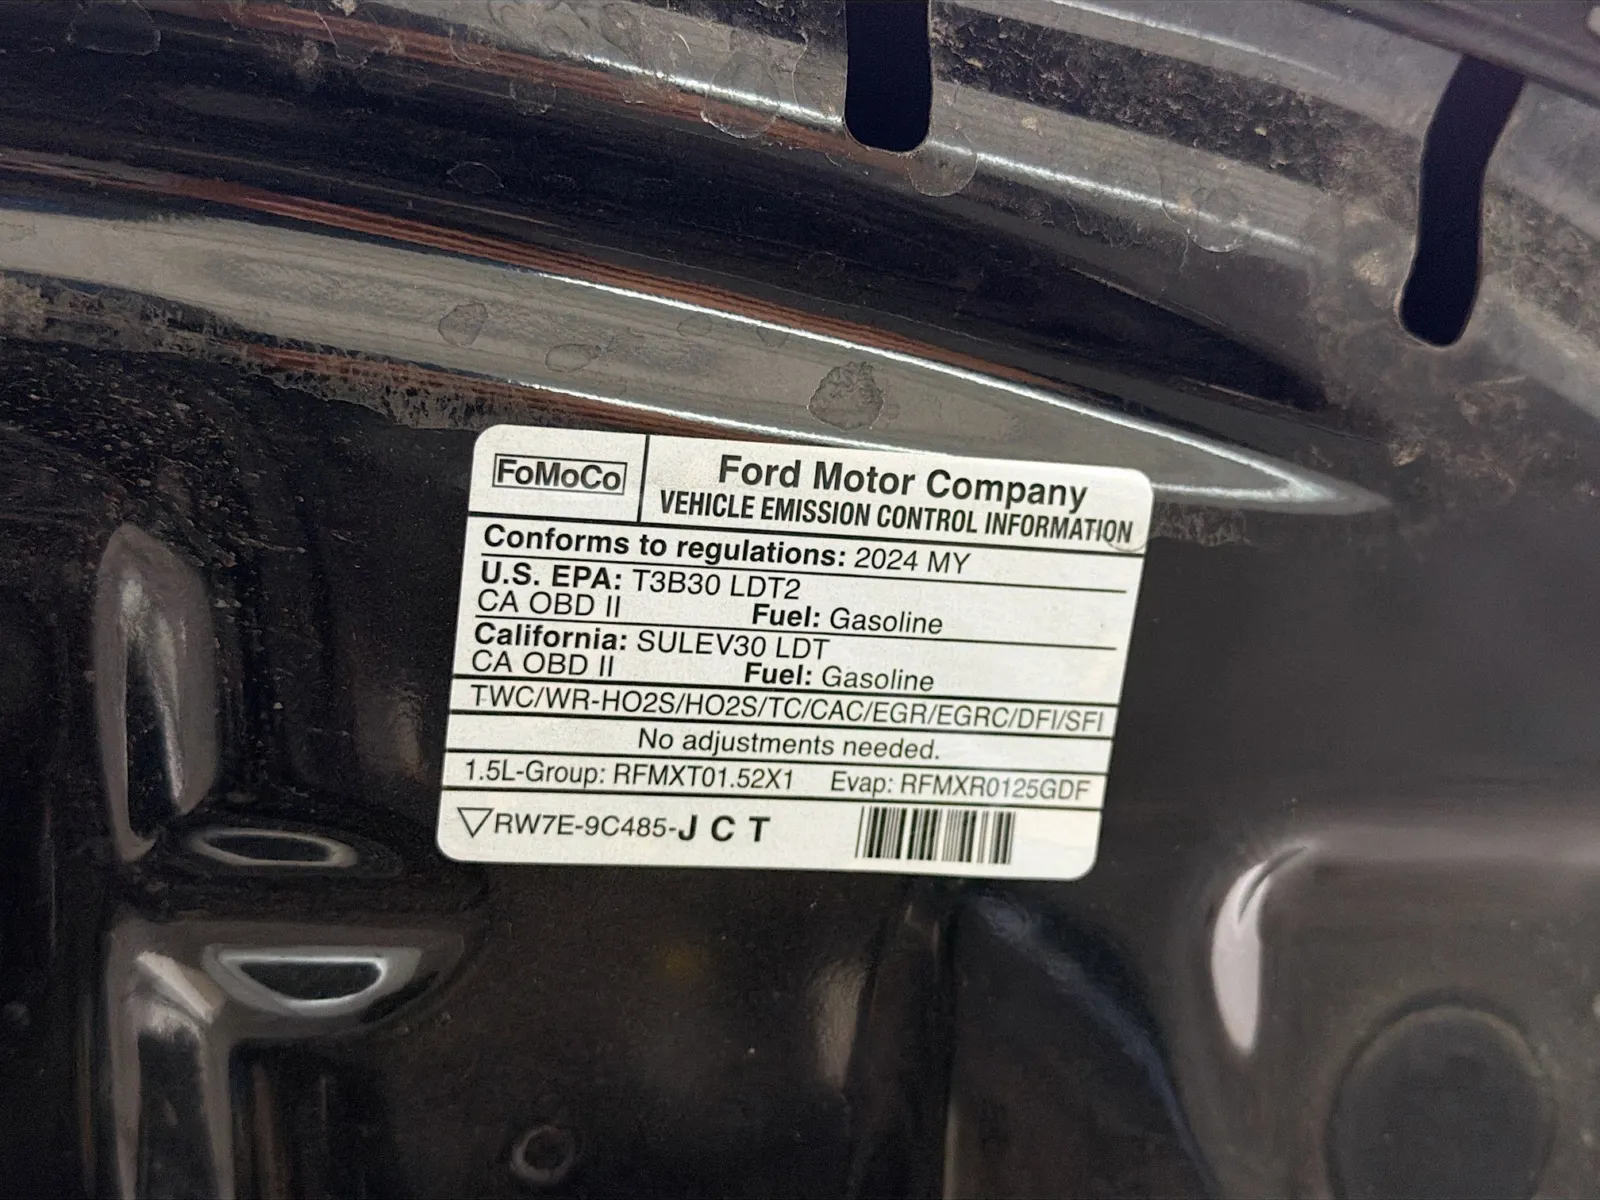 FoMoCo
Ford Motor Company
VEHICLE EMISSION CONTROL INFORMATION
Conforms to regulations: 2024 MY
U.S. EPA: T3B30 LDT2
CA OBD II Fuel: Gasoline
California: SULEV30 LDT
CA OBD II Fuel: Gasoline
TWC/WR-HO2S/HO2S/TC/CAC/EGR/EGRC/DFI/SFI
No adjustments needed.
1.5L-Group: RFMXT01.52X1 Evap: RFMXR0125GDF
RW7E-9C485-J C T